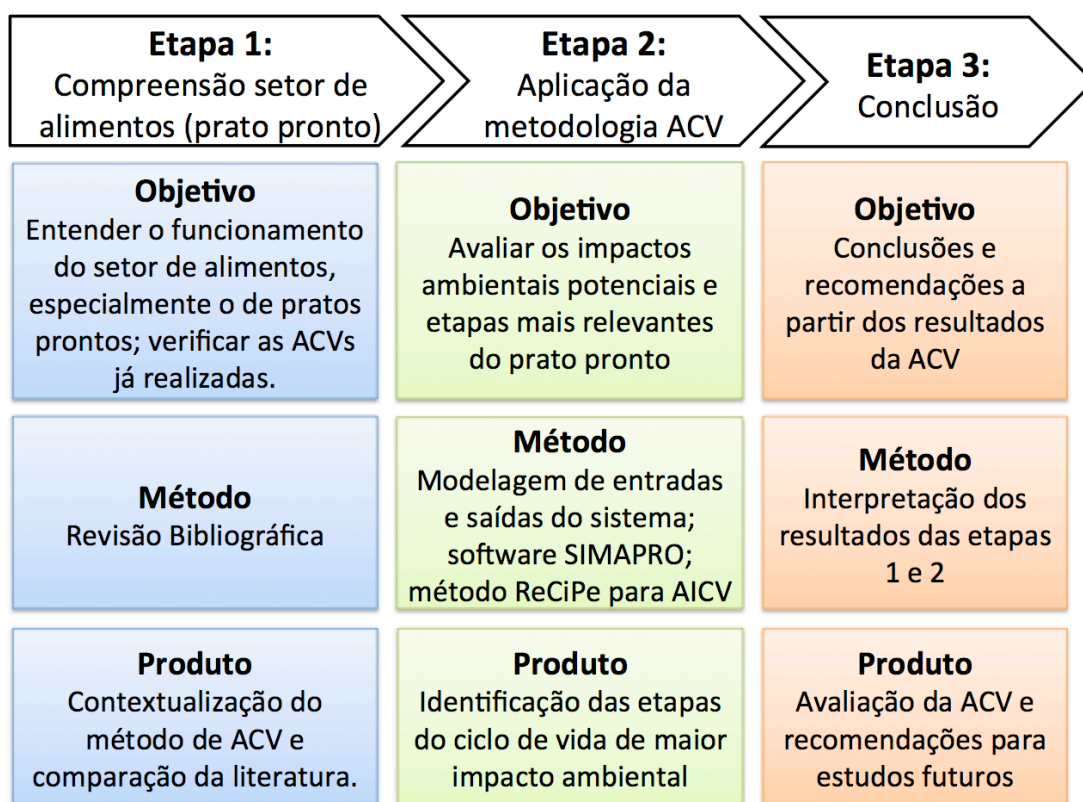 Etapa 1:
Compreensão setor de
alimentos (prato pronto)
Etapa 2:
Aplicação da
metodologia ACV
Etapa 3:
Conclusão
Objetivo
Entender o funcionamento
do setor de alimentos,
especialmente o de pratos
prontos; verificar as ACVs
já realizadas.
Objetivo
Avaliar os impactos
ambientais potenciais e
etapas mais relevantes
do prato pronto
Objetivo
Conclusões e
recomendações a
partir dos resultados
da ACV
Método
Revisão Bibliográfica
Método
Modelagem de entradas
e saídas do sistema;
software SIMAPRO;
método ReCiPe para AICV
Método
Interpretação dos
resultados das etapas
1 e 2
Produto
Contextualização do
método de ACV e
comparação da literatura.
Produto
Identificação das etapas
do ciclo de vida de maior
impacto ambiental
Produto
Avaliação da ACV e
recomendações para
estudos futuros